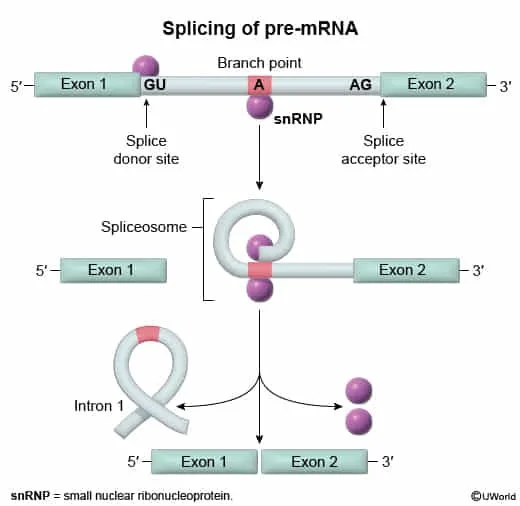 Splicing of pre-mRNA
Branch point
5′ Exon 1 GU A AG Exon 2 3′
snRNP
Splice
donor site
Splice
acceptor site
Spliceosome
5′ Exon 1 Exon 2 3′
Intron 1
5′ Exon 1 Exon 2 3′
snRNP = small nuclear ribonucleoprotein.
©UWorld